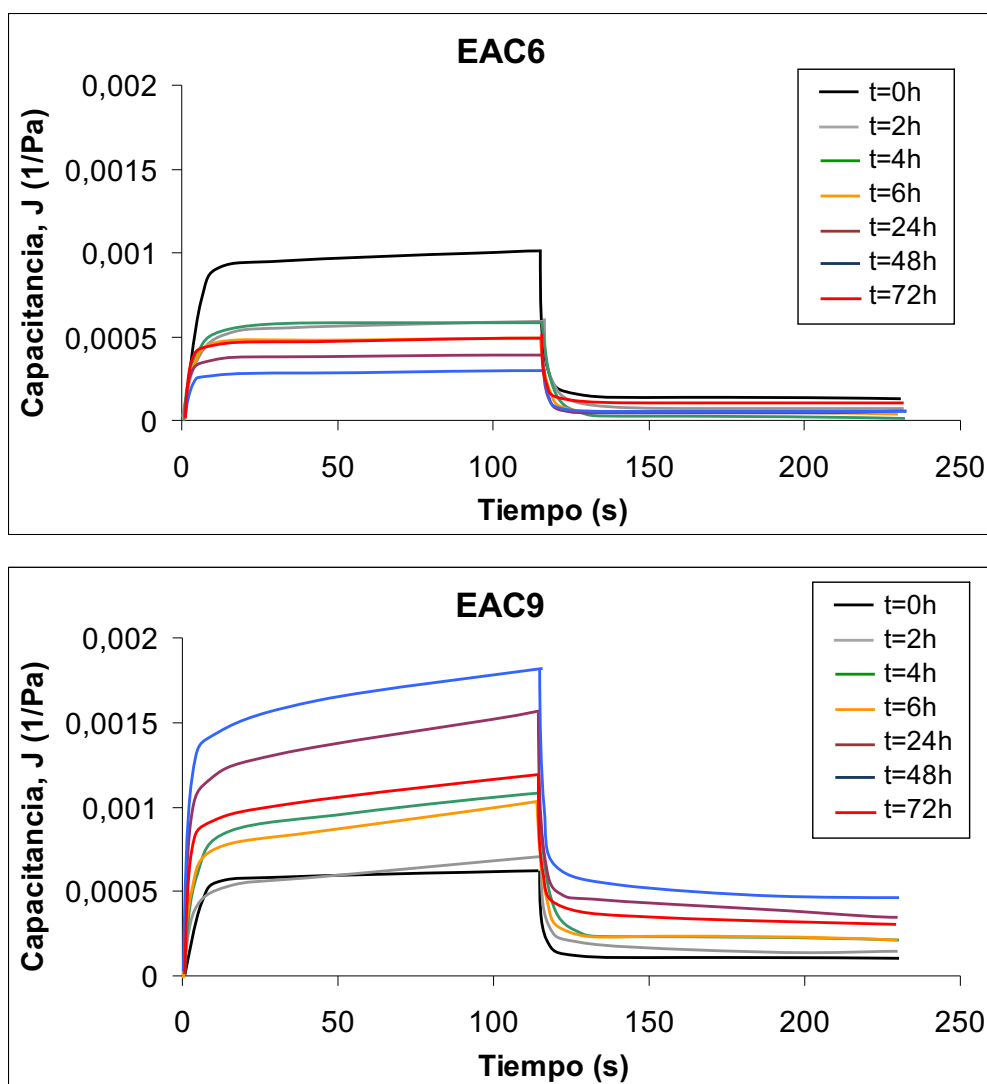 EAC6
Capacitancia, J (1/Pa)
0,002
0,0015
0,001
0,0005
0
0 50 100 150 200 250
Tiempo (s)
t=0h
t=2h
t=4h
t=6h
t=24h
t=48h
t=72h
EAC9
Capacitancia, J (1/Pa)
0,002
0,0015
0,001
0,0005
0
0 50 100 150 200 250
Tiempo (s)
t=0h
t=2h
t=4h
t=6h
t=24h
t=48h
t=72h